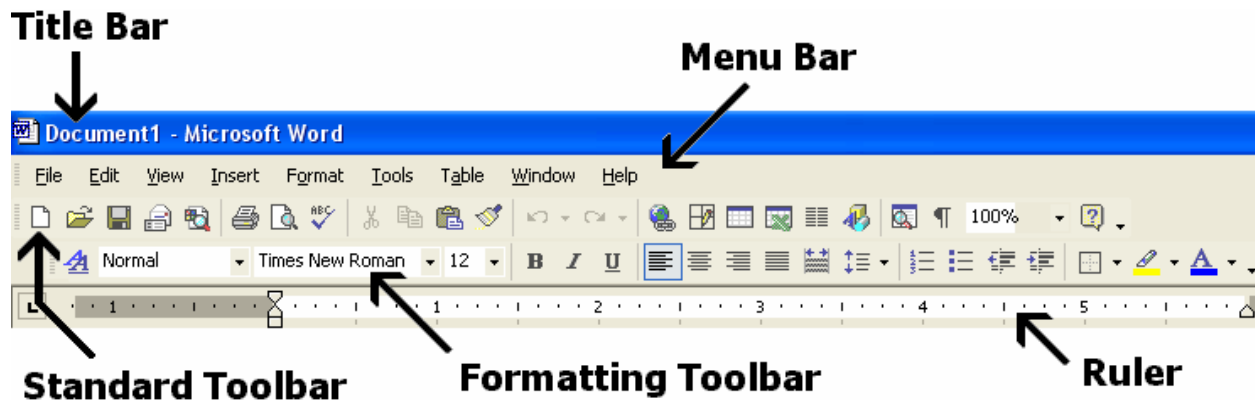 Title Bar
Menu Bar
Document1 - Microsoft Word
File Edit View Insert Format Tools Table Window Help
ABC 100%
Normal Times New Roman 12 B I U A
L 1 1 2 3 4 5
Standard Toolbar Formatting Toolbar Ruler